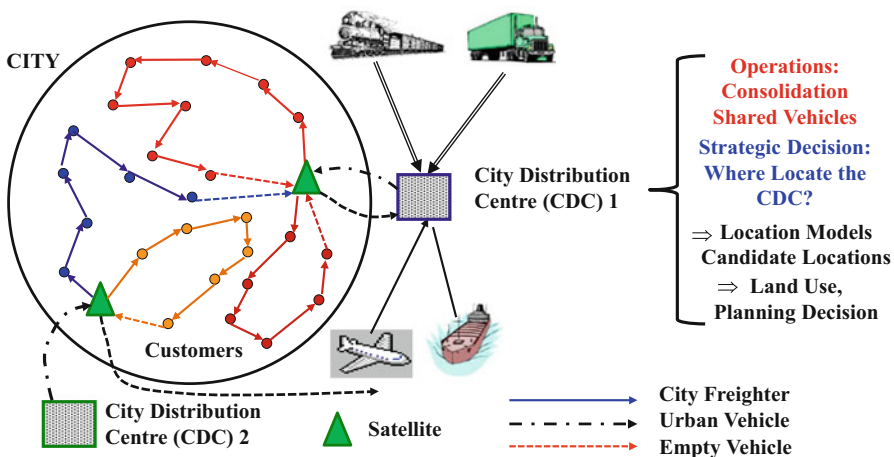 CITY
Customers
City Distribution
Centre (CDC) 1
City Distribution
Centre (CDC) 2
Satellite
Operations:
Consolidation
Shared Vehicles
Strategic Decision:
Where Locate the
CDC?
⇒ Location Models
Candidate Locations
⇒ Land Use,
Planning Decision
City Freighter
Urban Vehicle
Empty Vehicle